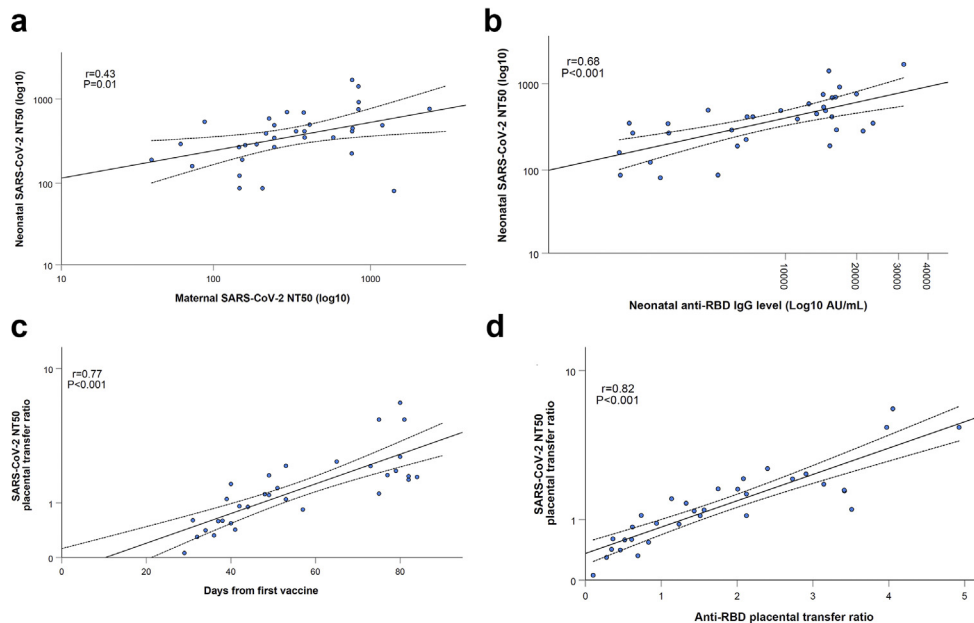 a
r=0.43
P=0.01
Neonatal SARS-CoV-2 NT50 (log10)
1000
100
10
10
100
1000
Maternal SARS-CoV-2 NT50 (log10)
b
r=0.68
P<0.001
Neonatal SARS-CoV-2 NT50 (log10)
1000
100
10
10000
20000
30000
40000
Neonatal anti-RBD IgG level (Log10 AU/mL)
c
r=0.77
P<0.001
SARS-CoV-2 NT50
placental transfer ratio
10
1
0
0
20
40
60
80
Days from first vaccine
d
r=0.82
P<0.001
SARS-CoV-2 NT50
placental transfer ratio
10
1
0
0
1
2
3
4
5
Anti-RBD placental transfer ratio